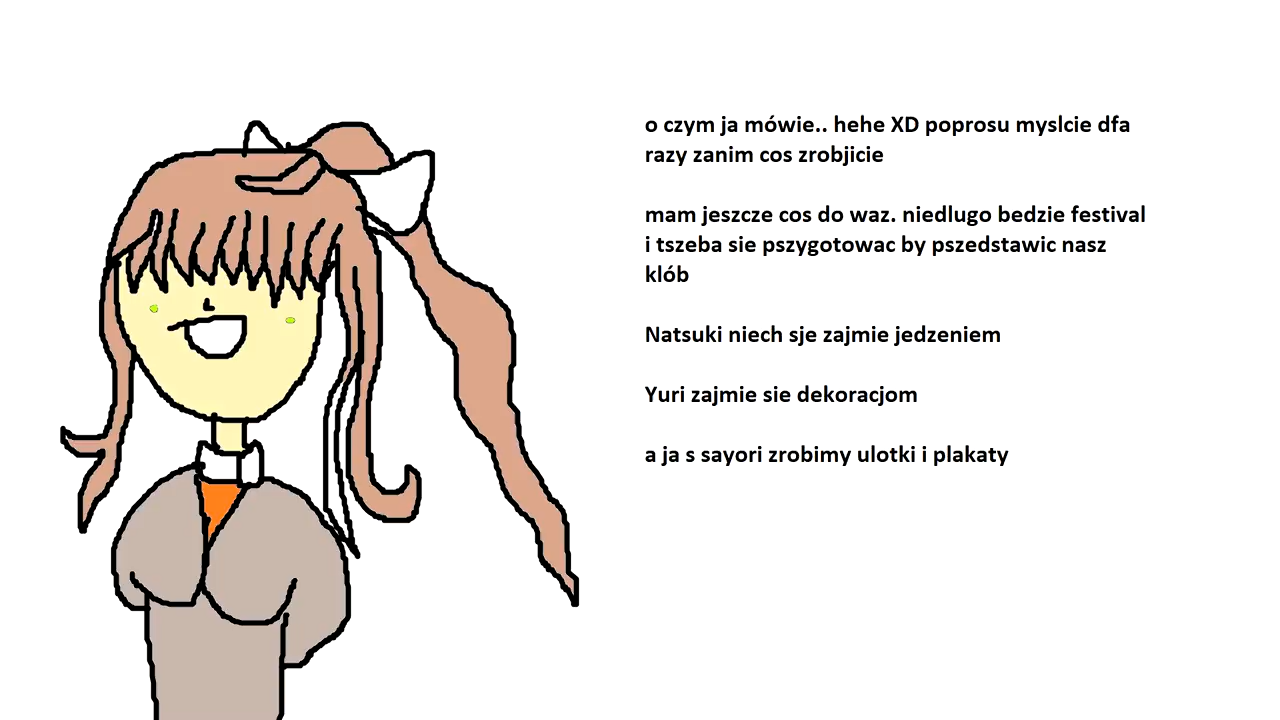 o czym ja mówie.. hehe XD poprosu myslcie dfa
razy zanim cos zrobjicie
mam jeszcze cos do waz. niedlugo bedzie festival
i tszeba sie pszygotowac by pszedstawic nasz
klób
Natsuki niech sje zajmie jedzeniem
Yuri zajmie sie dekoracjom
a ja s sayori zrobimy ulotki i plakaty